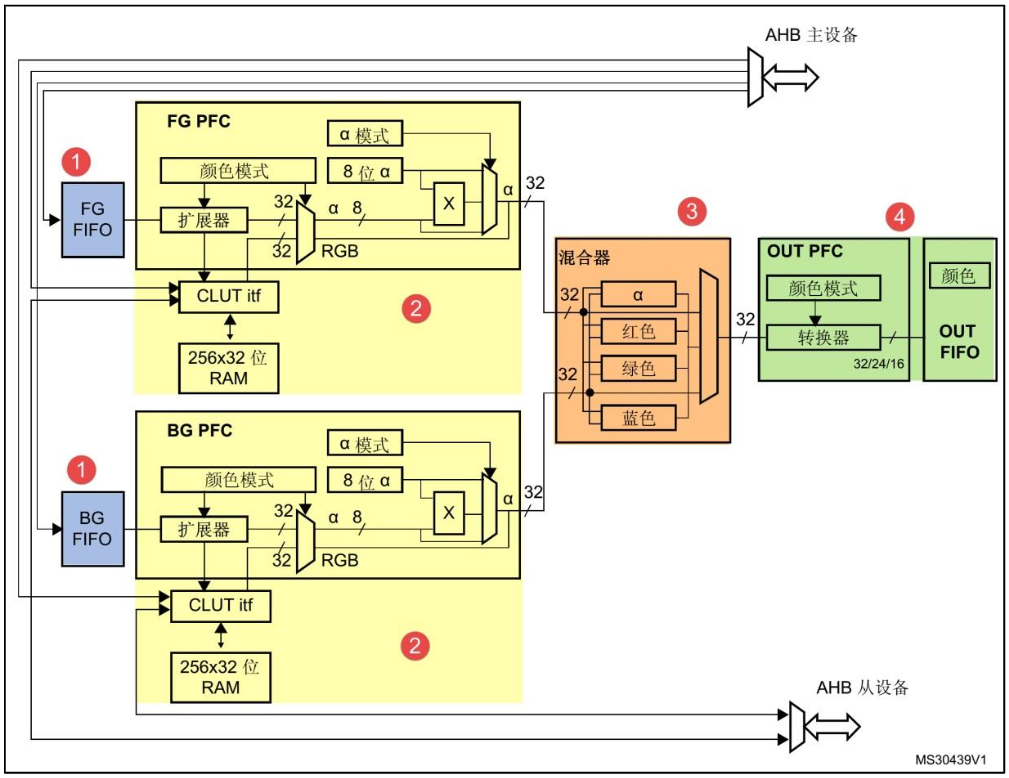 AHB 主设备
FG PFC
α 模式
1
颜色模式
8 位 α
FG
FIFO
扩展器
32
α 8
X
α
32
32
RGB
CLUT itf
2
256x32 位
RAM
3
混合器
32
α
红色
32
绿色
蓝色
32
4
OUT PFC
颜色模式
转换器
32/24/16
颜色
OUT
FIFO
BG PFC
α 模式
1
颜色模式
8 位 α
BG
FIFO
扩展器
32
α 8
X
α
32
32
RGB
CLUT itf
2
256x32 位
RAM
AHB 从设备
MS30439V1